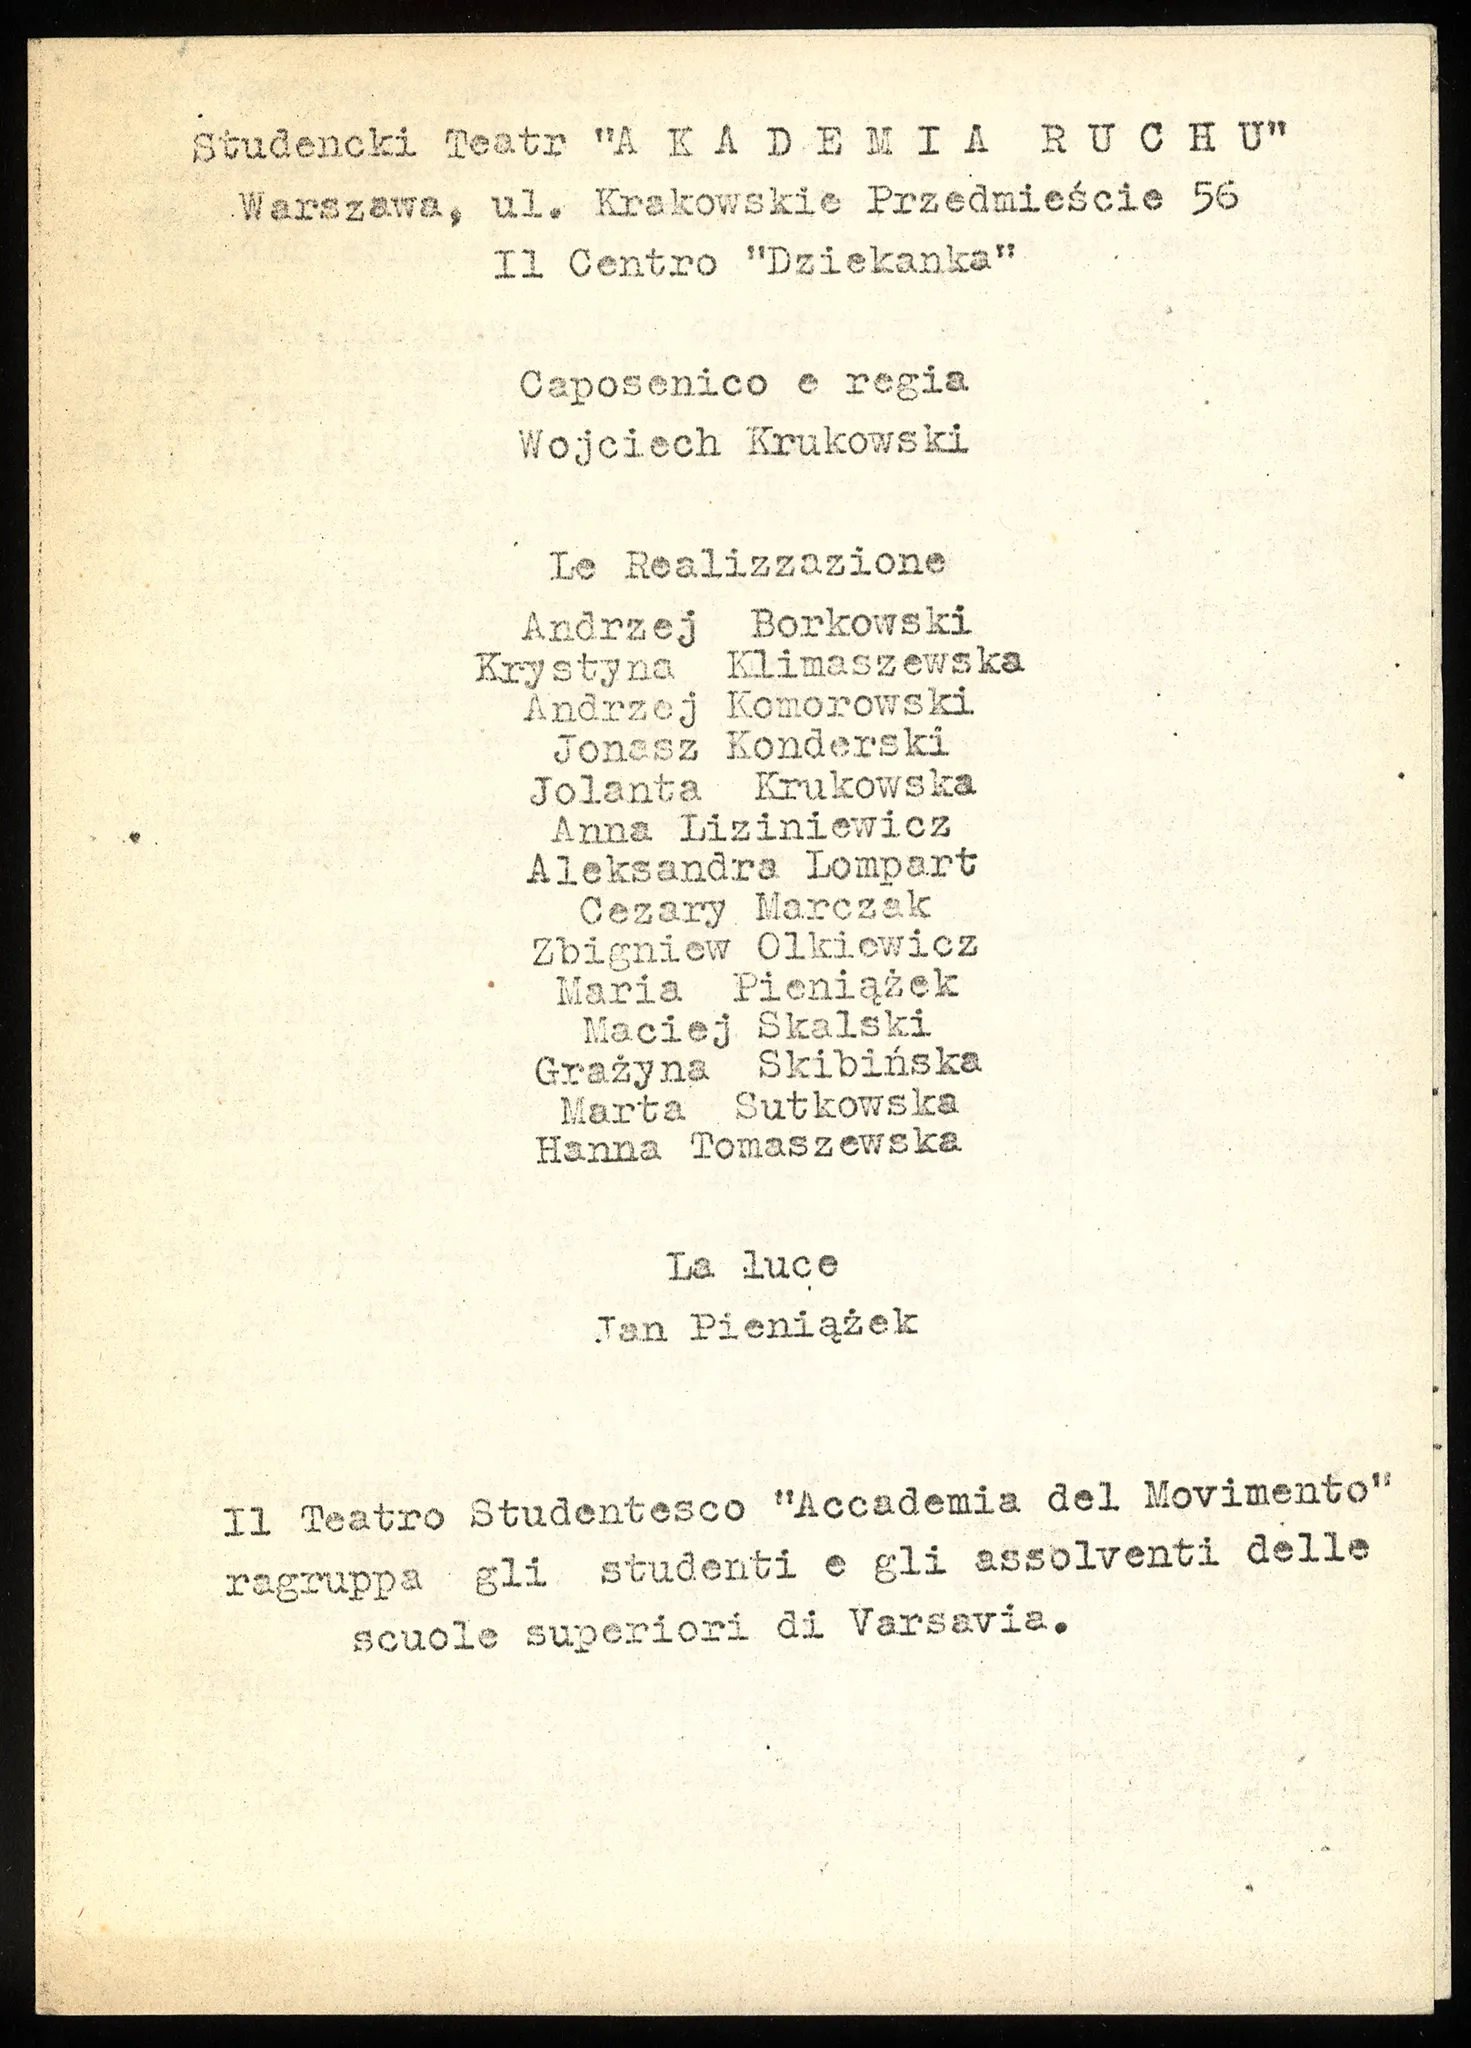 Studencki Teatr "A K A D E M I A R U C H U"
Warszawa, ul. Krakowskie Przedmieście 56
Il Centro "Dziekanka"
Caposenico e regia
Wojciech Krukowski
Le Realizzazione
Andrzej Borkowski
Krystyna Klimaszewska
Andrzej Komorowski
Jonasz Konderski
Jolanta Krukowska
Anna Liziniewicz
Aleksandra Lompart
Cezary Marczak
Zbigniew Olkiewicz
Maria Pieniążek
Maciej Skalski
Grażyna Skibińska
Marta Sutkowska
Hanna Tomaszewska
La luce
Jan Pieniążek
Il Teatro Studentesco "Accademia del Movimento"
ragruppa gli studenti e gli assolventi delle
scuole superiori di Varsavia.